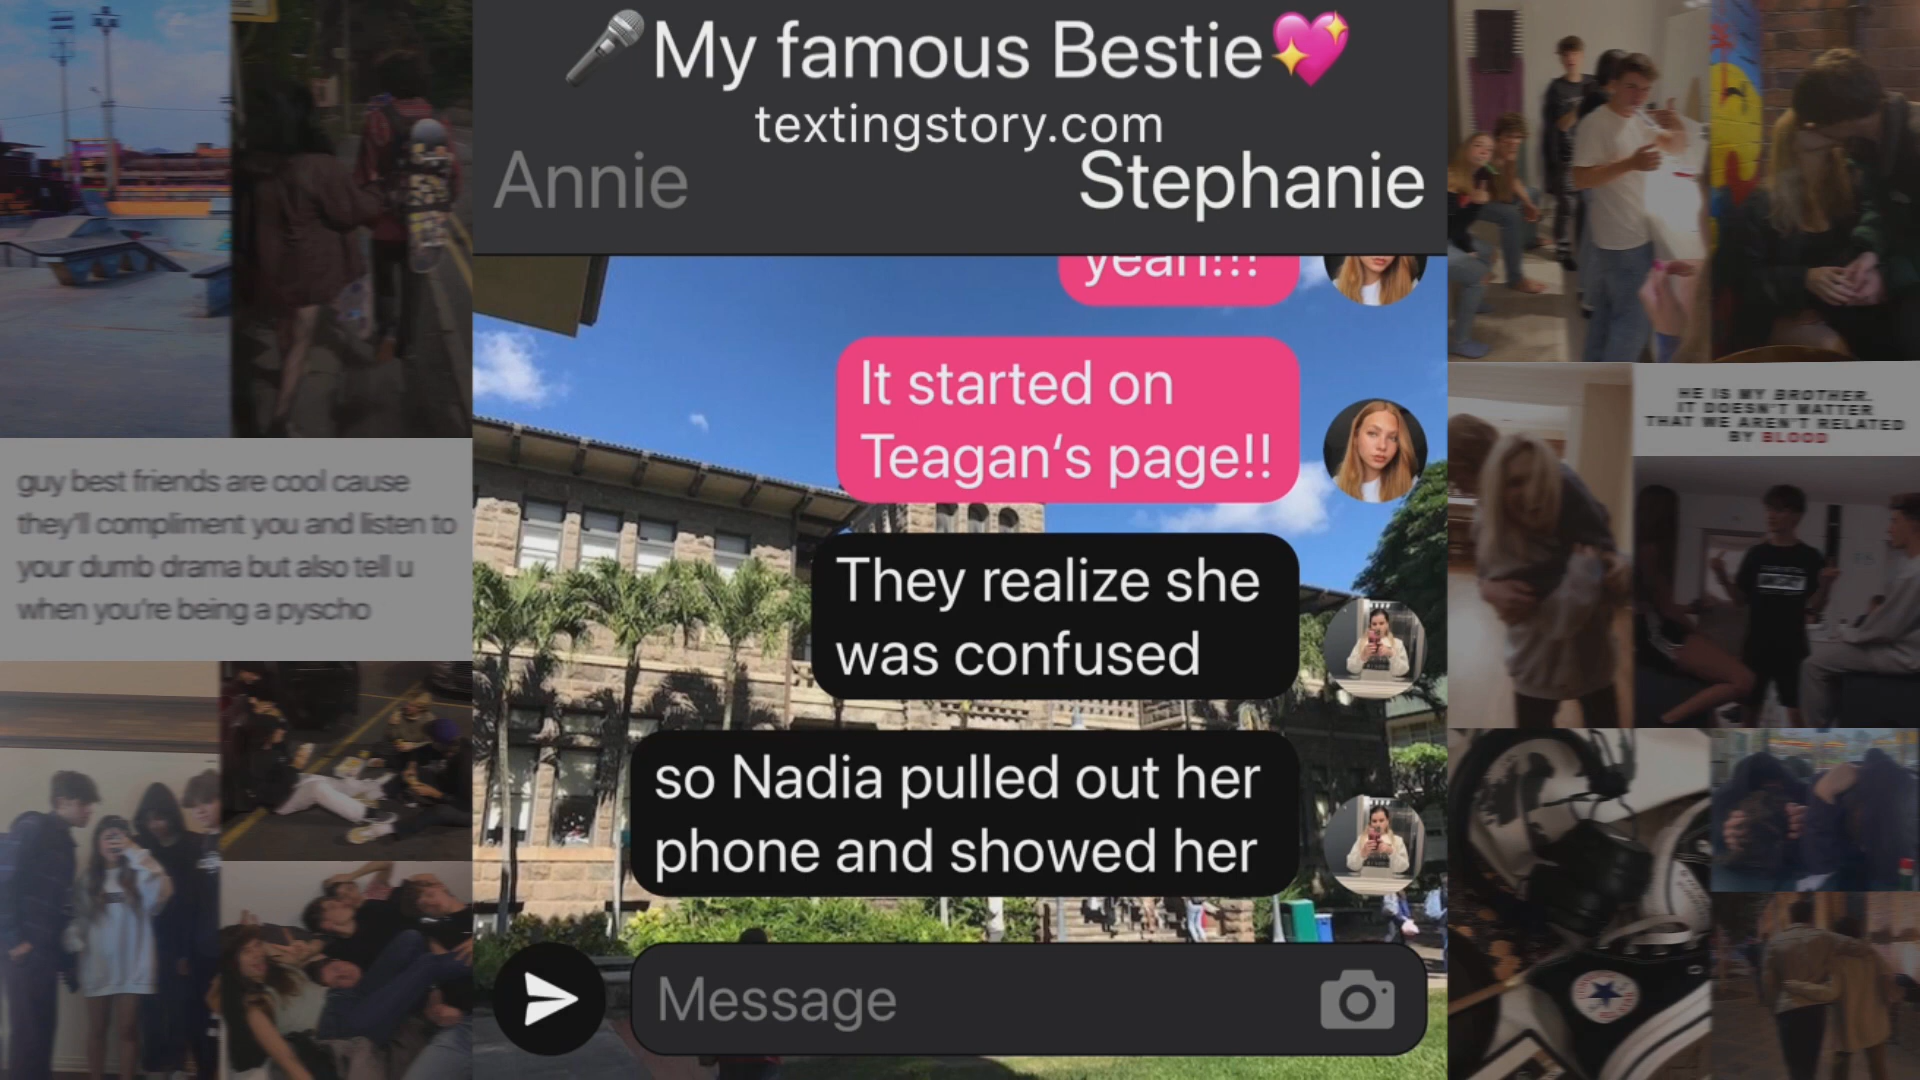 🎤My famous Bestie💖
textingstory.com
Annie
Stephanie
yeah!!!
It started on
Teagan‘s page!!
They realize she
was confused
so Nadia pulled out her
phone and showed her
Message
guy best friends are cool cause
they'll compliment you and listen to
your dumb drama but also tell u
when you're being a pyscho
HE IS MY BROTHER.
IT DOESN'T MATTER
THAT WE AREN'T RELATED
BY BLOOD